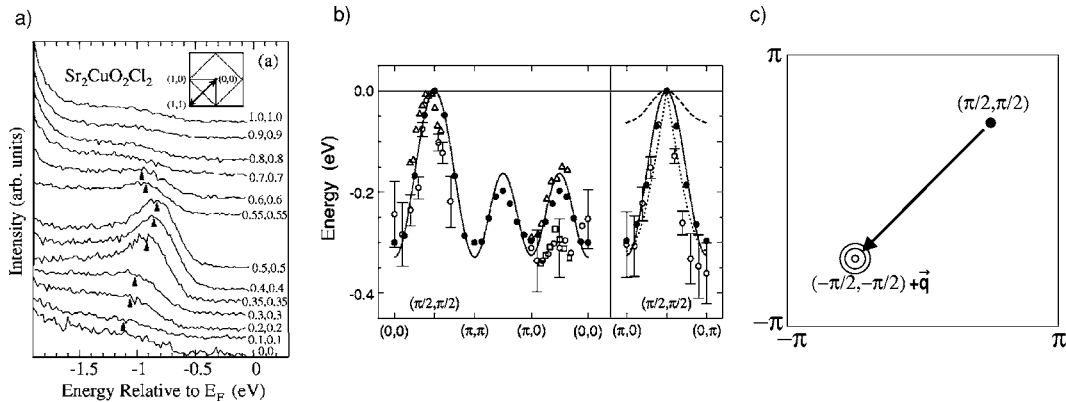 a)
Sr2CuO2Cl2
(a)
(1,0)
(0,0)
(1,1)
1.0,1.0
0.9,0.9
0.8,0.8
0.7,0.7
0.6,0.6
0.55,0.55
0.5,0.5
0.4,0.4
0.35,0.35
0.3,0.3
0.2,0.2
0.1,0.1
0,0
Intensity (arb. units)
-1.5
-1
-0.5
0
Energy Relative to EF (eV)
b)
Energy (eV)
0.0
-0.2
-0.4
(π/2,π/2)
(π/2,π/2)
(0,0)
(π,π)
(π,0)
(0,0)
(π,0)
(0,π)
c)
π
(π/2,π/2)
(-π/2,-π/2) +q⃗
-π
-π
π